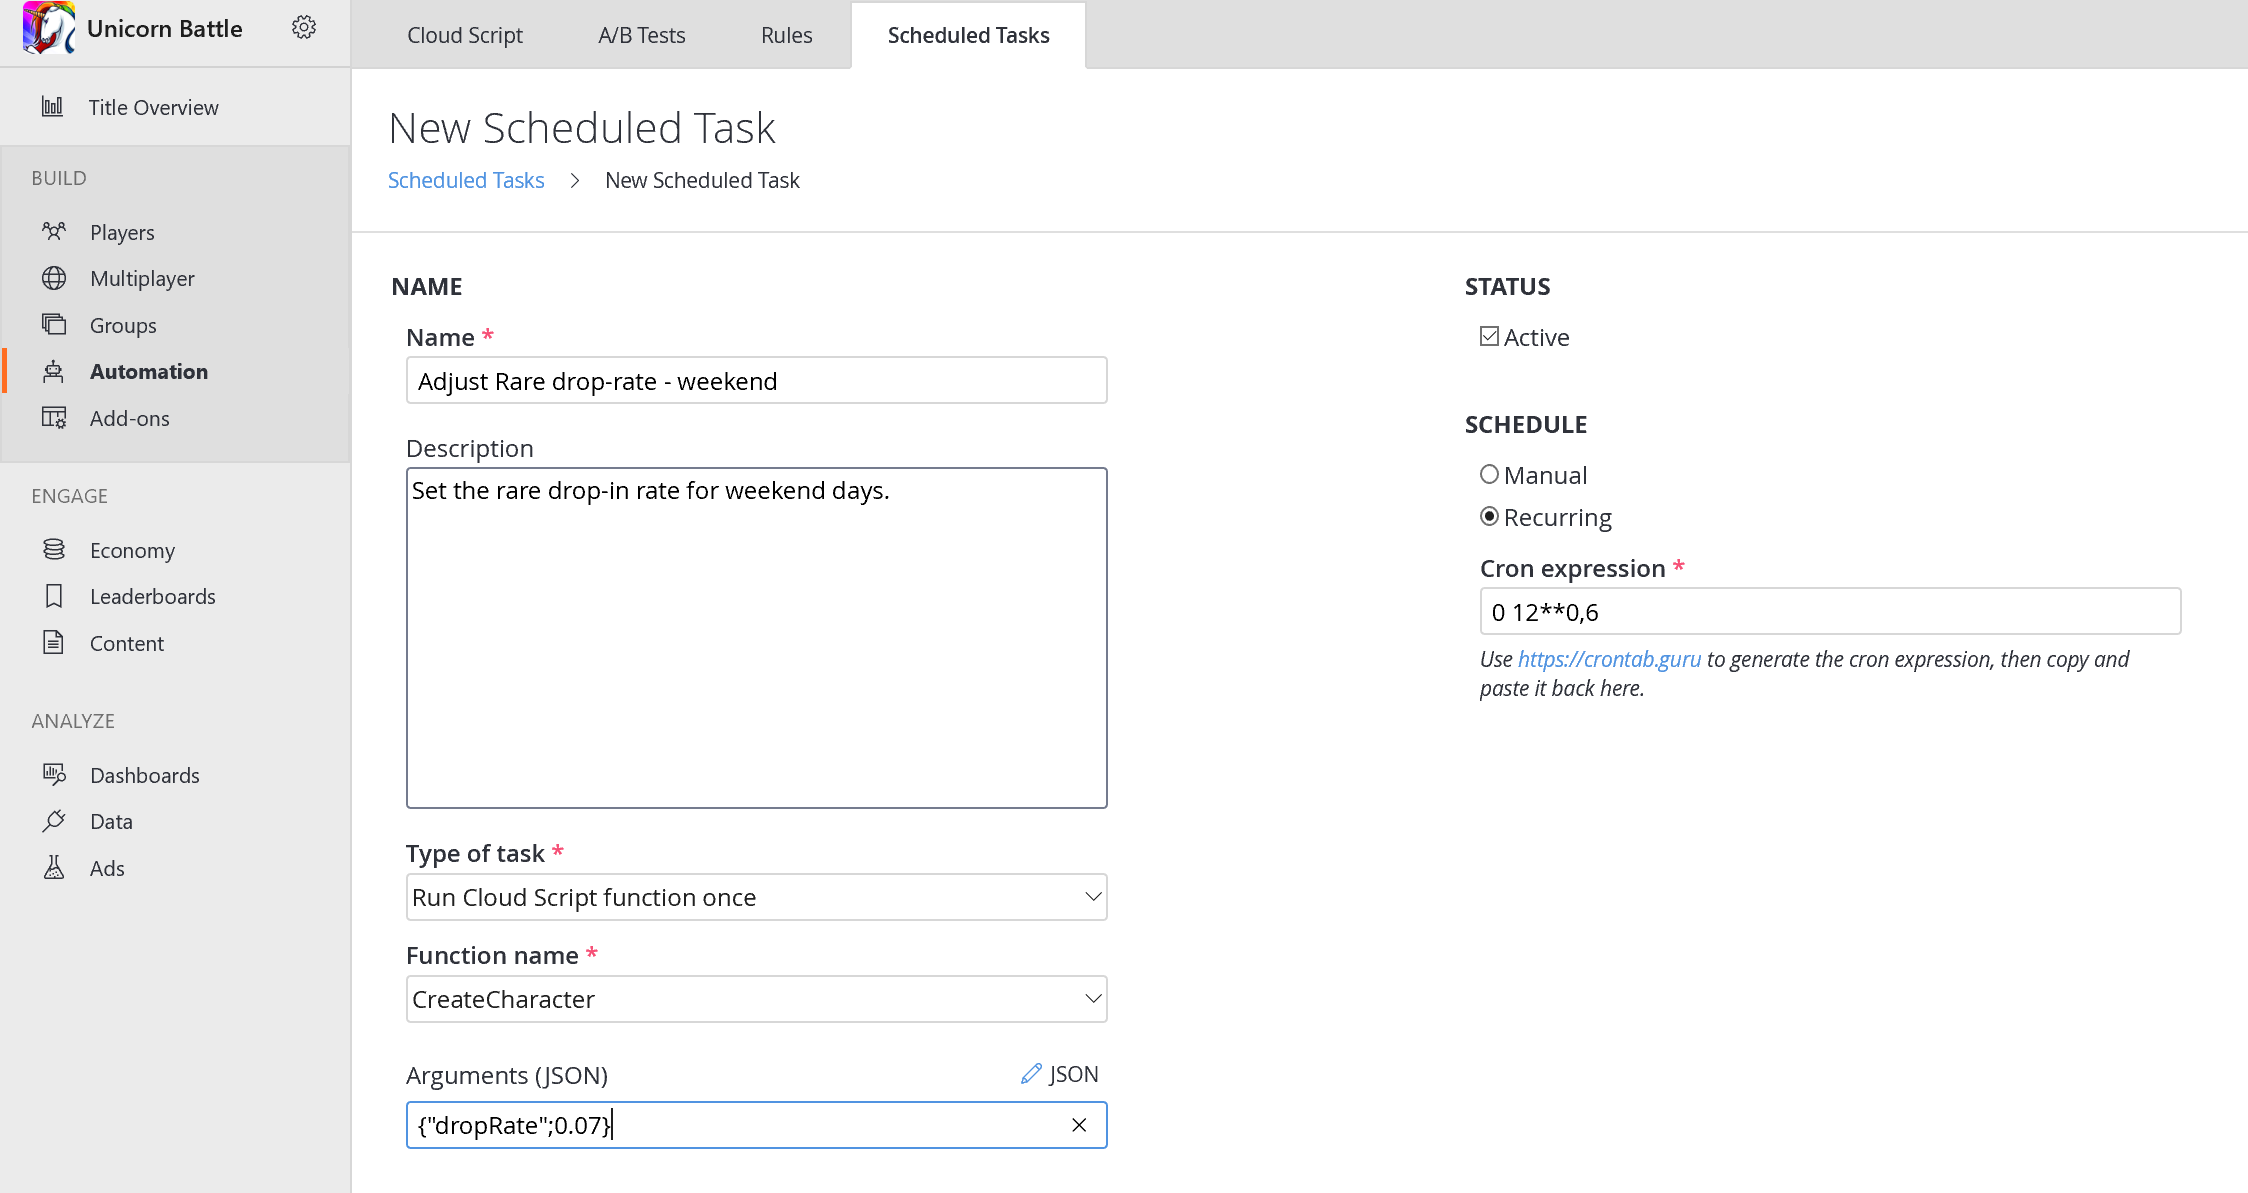 Unicorn Battle
Cloud Script
A/B Tests
Rules
Scheduled Tasks
Title Overview
BUILD
Players
Multiplayer
Groups
Automation
Add-ons
ENGAGE
Economy
Leaderboards
Content
ANALYZE
Dashboards
Data
Ads
New Scheduled Task
Scheduled Tasks > New Scheduled Task
NAME
Name *
Adjust Rare drop-rate - weekend
Description
Set the rare drop-in rate for weekend days.
Type of task *
Run Cloud Script function once
Function name *
CreateCharacter
Arguments (JSON)
JSON
{"dropRate";0.07}
STATUS
Active
SCHEDULE
Manual
Recurring
Cron expression *
0 12**0,6
Use https://crontab.guru to generate the cron expression, then copy and
paste it back here.